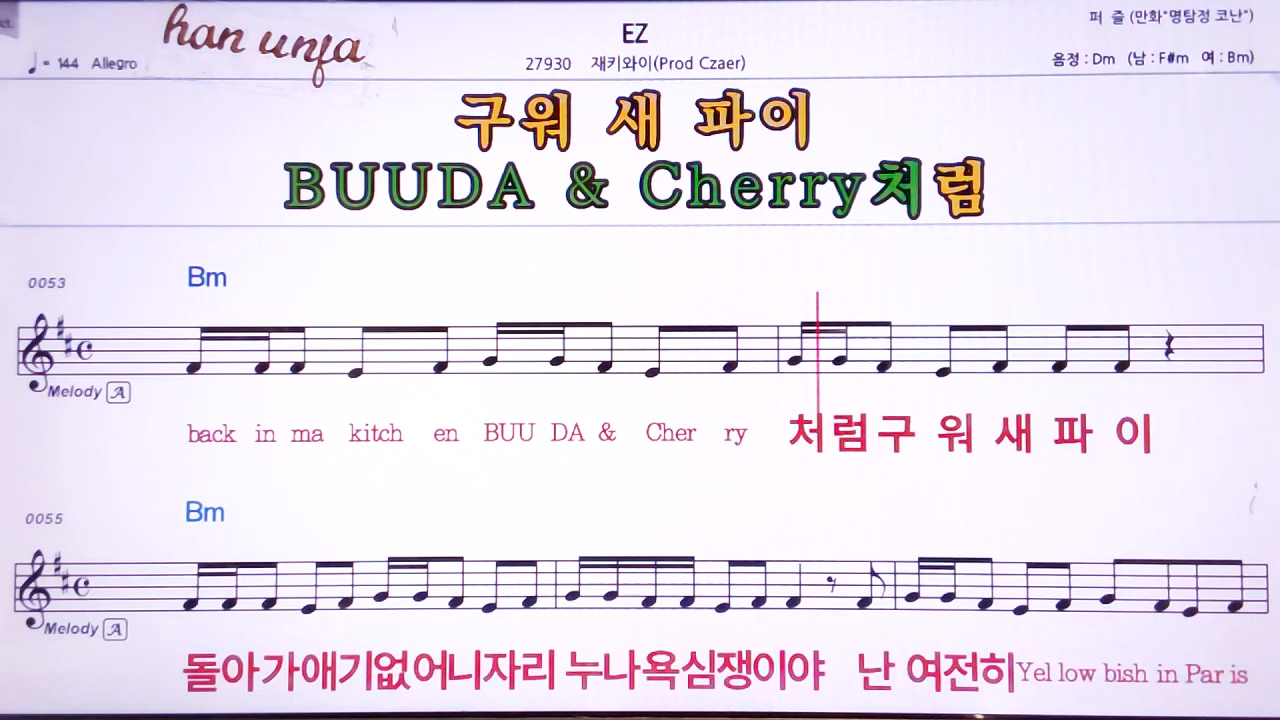 han unfa
EZ
퍼 즐 (만화"명탐정 코난")
♩= 144 Allegro
27930 재키와이(Prod Czaer)
음정 : Dm (남 : F#m 여 : Bm)
구워 새 파이
BUUDA & Cherry처럼
0053
Bm
Melody A
back in ma kitch en BUU DA & Cher ry 처럼구 워 새 파 이
0055
Bm
Melody A
돌아가얘기없어니자리 누나욕심쟁이야 난 여전히Yel low bish in Par is